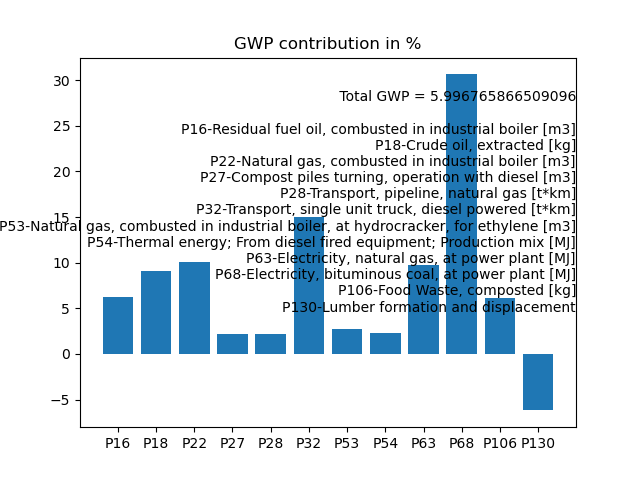 GWP contribution in %
30
25
20
15
10
5
0
−5
Total GWP = 5.996765866509096
P16-Residual fuel oil, combusted in industrial boiler [m3]
P18-Crude oil, extracted [kg]
P22-Natural gas, combusted in industrial boiler [m3]
P27-Compost piles turning, operation with diesel [m3]
P28-Transport, pipeline, natural gas [t*km]
P32-Transport, single unit truck, diesel powered [t*km]
P53-Natural gas, combusted in industrial boiler, at hydrocracker, for ethylene [m3]
P54-Thermal energy; From diesel fired equipment; Production mix [MJ]
P63-Electricity, natural gas, at power plant [MJ]
P68-Electricity, bituminous coal, at power plant [MJ]
P106-Food Waste, composted [kg]
P130-Lumber formation and displacement
P16 P18 P22 P27 P28 P32 P53 P54 P63 P68 P106 P130